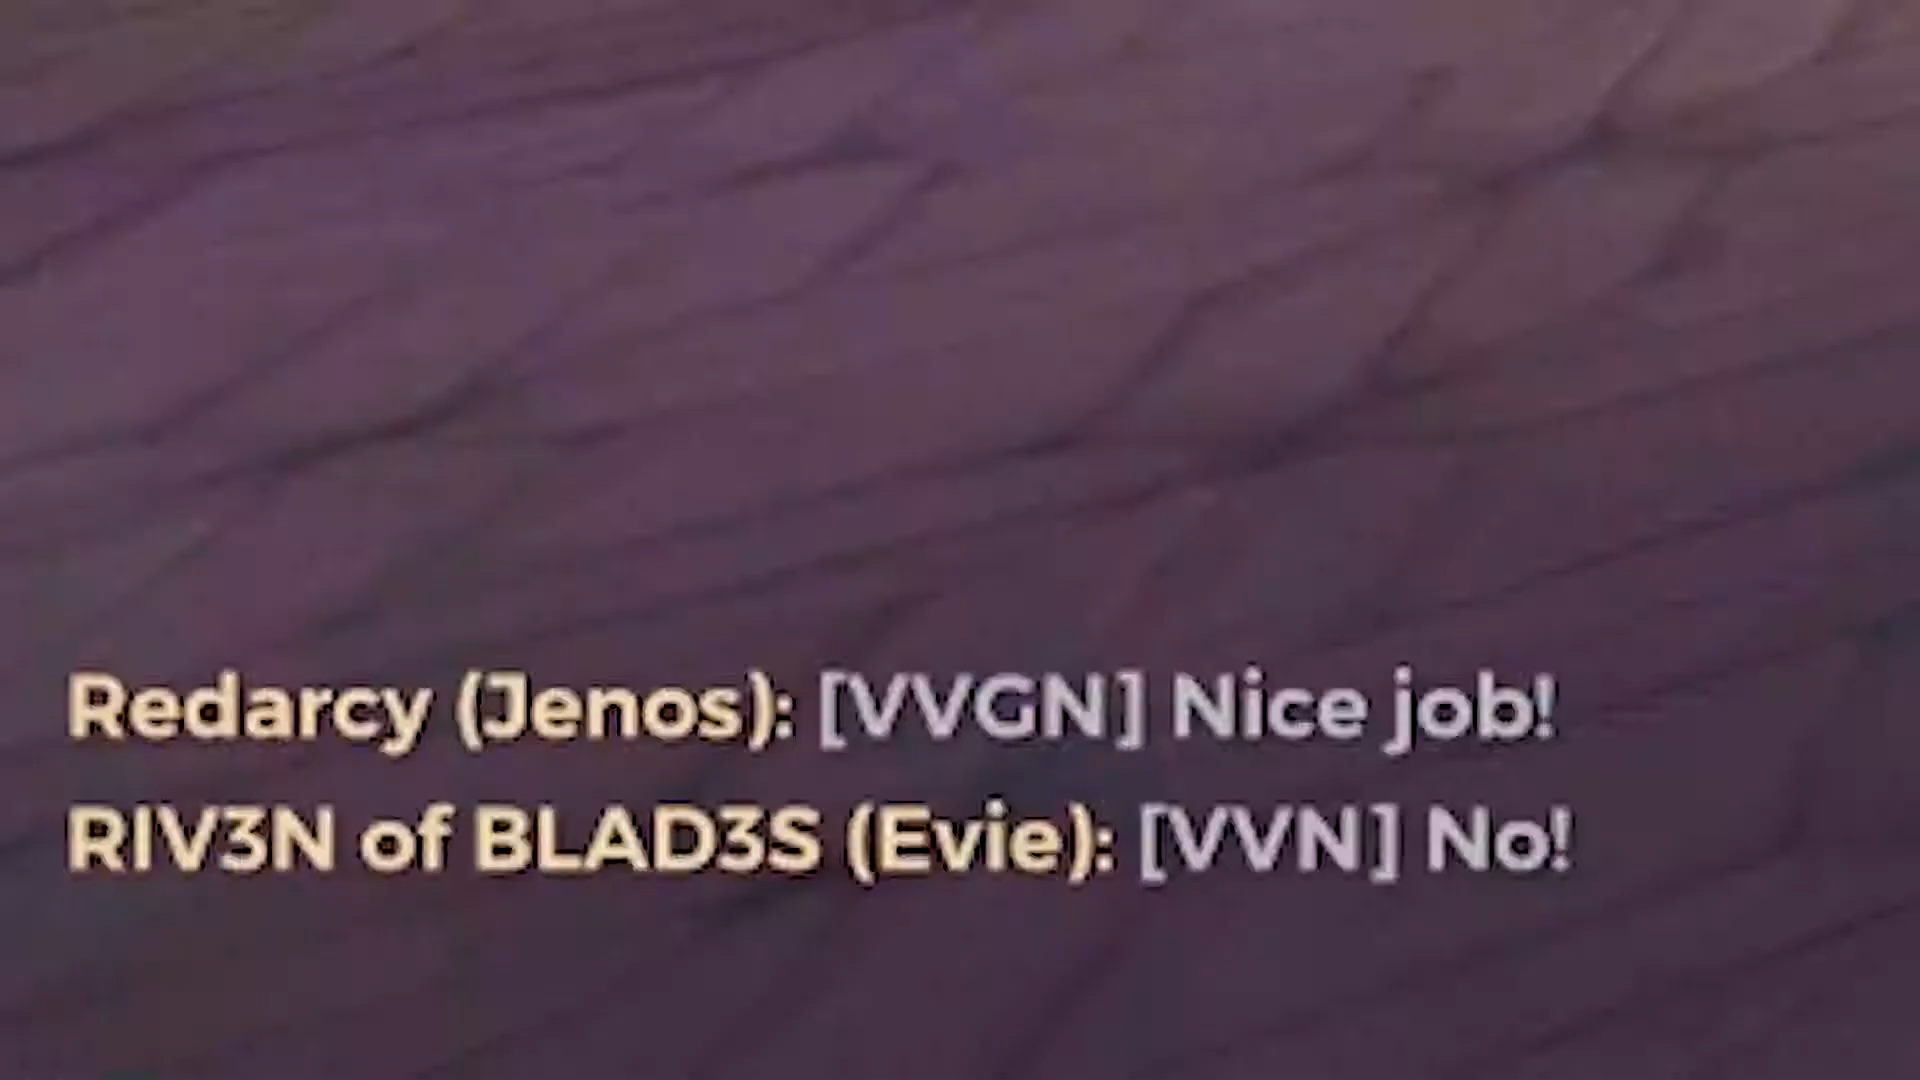 Redarcy (Jenos): [VVGN] Nice job!
RIV3N of BLAD3S (Evie): [VVN] No!